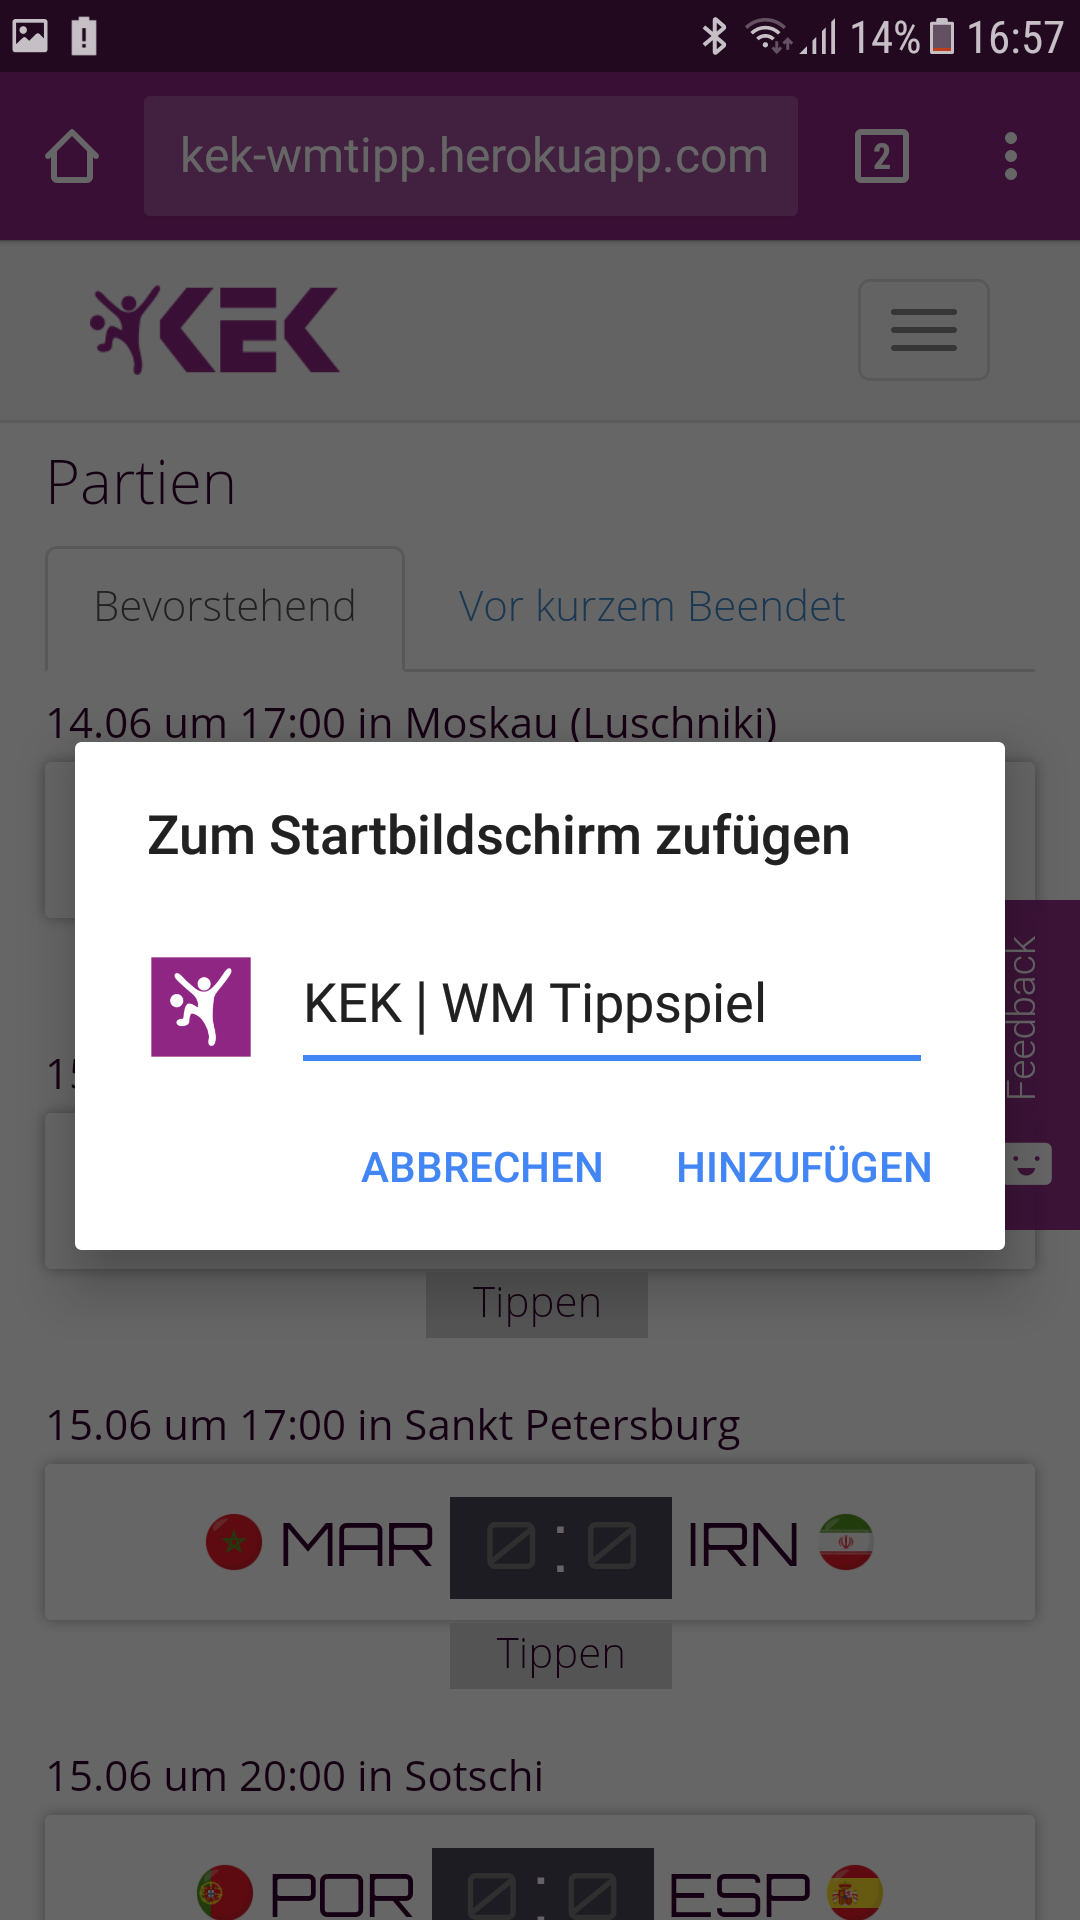 14% 16:57
kek-wmtipp.herokuapp.com 2
KEK
Partien
Bevorstehend Vor kurzem Beendet
14.06 um 17:00 in Moskau (Luschniki)
Zum Startbildschirm zufügen
KEK | WM Tippspiel
Feedback
ABBRECHEN HINZUFÜGEN
Tippen
15.06 um 17:00 in Sankt Petersburg
MAR 0 : 0 IRN
Tippen
15.06 um 20:00 in Sotschi
POR 0 : 0 ESP